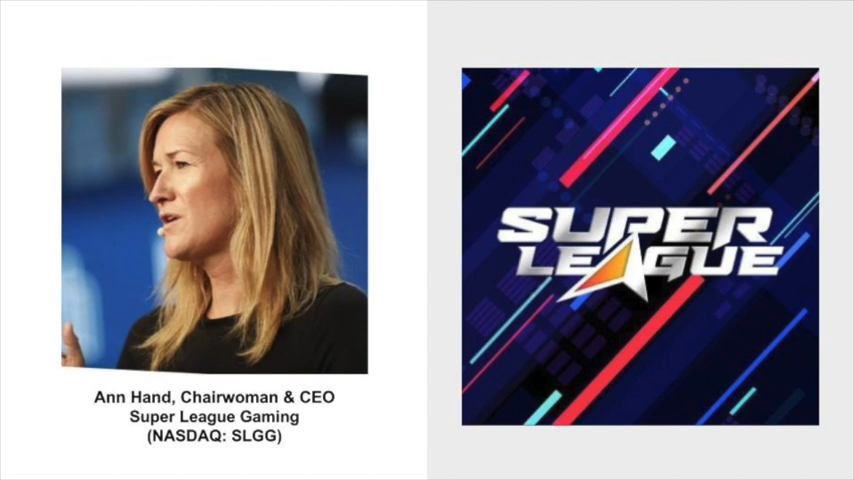 Ann Hand, Chairwoman & CEO
Super League Gaming
(NASDAQ: SLGG)
SUPER
LEAGUE